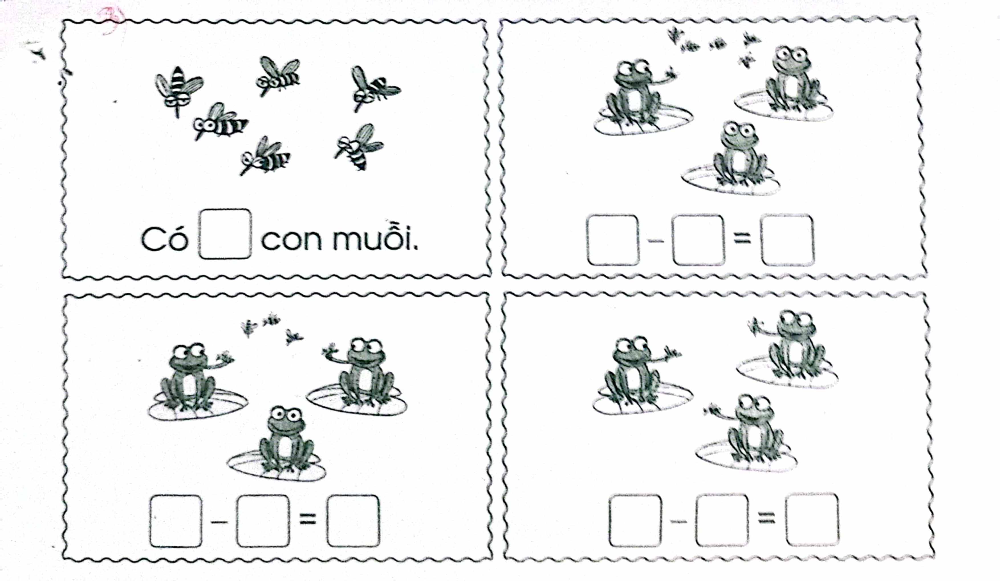 Có con muỗi.
- =
- =
- =